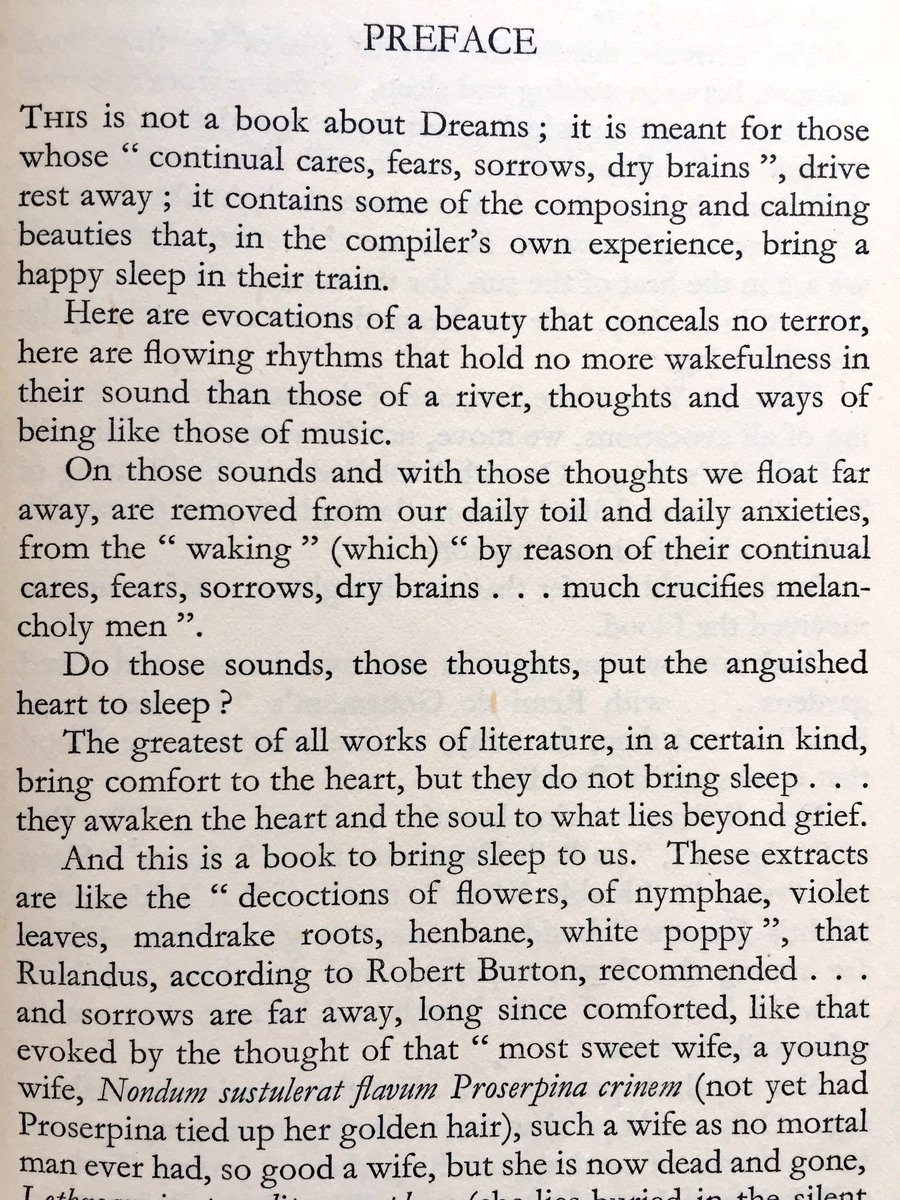 PREFACE
THIS is not a book about Dreams ; it is meant for those
whose “ continual cares, fears, sorrows, dry brains ”, drive
rest away ; it contains some of the composing and calming
beauties that, in the compiler’s own experience, bring a
happy sleep in their train.
Here are evocations of a beauty that conceals no terror,
here are flowing rhythms that hold no more wakefulness in
their sound than those of a river, thoughts and ways of
being like those of music.
On those sounds and with those thoughts we float far
away, are removed from our daily toil and daily anxieties,
from the “ waking ” (which) “ by reason of their continual
cares, fears, sorrows, dry brains . . . much crucifies melan-
choly men ”.
Do those sounds, those thoughts, put the anguished
heart to sleep ?
The greatest of all works of literature, in a certain kind,
bring comfort to the heart, but they do not bring sleep . . .
they awaken the heart and the soul to what lies beyond grief.
And this is a book to bring sleep to us. These extracts
are like the “ decoctions of flowers, of nymphae, violet
leaves, mandrake roots, henbane, white poppy ”, that
Rulandus, according to Robert Burton, recommended . . .
and sorrows are far away, long since comforted, like that
evoked by the thought of that “ most sweet wife, a young
wife, Nondum sustulerat flavum Proserpina crinem (not yet had
Proserpina tied up her golden hair), such a wife as no mortal
man ever had, so good a wife, but she is now dead and gone,
(she lies buried in the silent